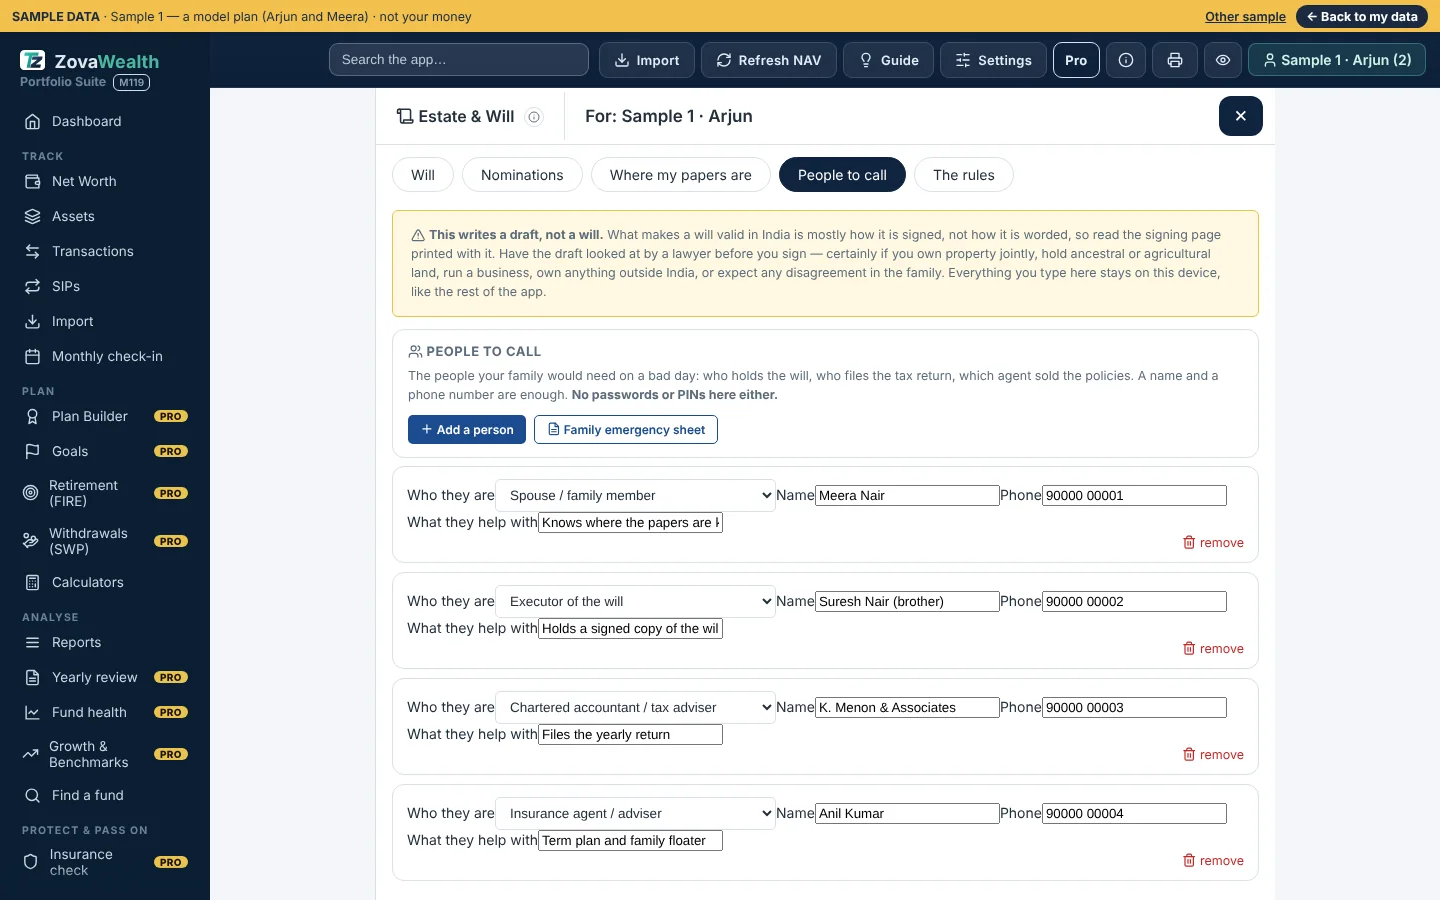 SAMPLE DATA · Sample 1 — a model plan (Arjun and Meera) · not your money
Other sample
← Back to my data
ZovaWealth
Portfolio Suite M119
Search the app…
Import
Refresh NAV
Guide
Settings
Pro
Sample 1 · Arjun (2)
Dashboard
TRACK
Net Worth
Assets
Transactions
SIPs
Import
Monthly check-in
PLAN
Plan Builder PRO
Goals PRO
Retirement (FIRE) PRO
Withdrawals (SWP) PRO
Calculators
ANALYSE
Reports
Yearly review PRO
Fund health PRO
Growth & Benchmarks PRO
Find a fund
PROTECT & PASS ON
Insurance check PRO
Estate & Will
For: Sample 1 · Arjun
Will
Nominations
Where my papers are
People to call
The rules
This writes a draft, not a will. What makes a will valid in India is mostly how it is signed, not how it is worded, so read the signing page
printed with it. Have the draft looked at by a lawyer before you sign — certainly if you own property jointly, hold ancestral or agricultural
land, run a business, own anything outside India, or expect any disagreement in the family. Everything you type here stays on this device,
like the rest of the app.
PEOPLE TO CALL
The people your family would need on a bad day: who holds the will, who files the tax return, which agent sold the policies. A name and a
phone number are enough. No passwords or PINs here either.
+ Add a person
Family emergency sheet
Who they are Spouse / family member Name Meera Nair Phone 90000 00001
What they help with Knows where the papers are
remove
Who they are Executor of the will Name Suresh Nair (brother) Phone 90000 00002
What they help with Holds a signed copy of the wil
remove
Who they are Chartered accountant / tax adviser Name K. Menon & Associates Phone 90000 00003
What they help with Files the yearly return
remove
Who they are Insurance agent / adviser Name Anil Kumar Phone 90000 00004
What they help with Term plan and family floater
remove